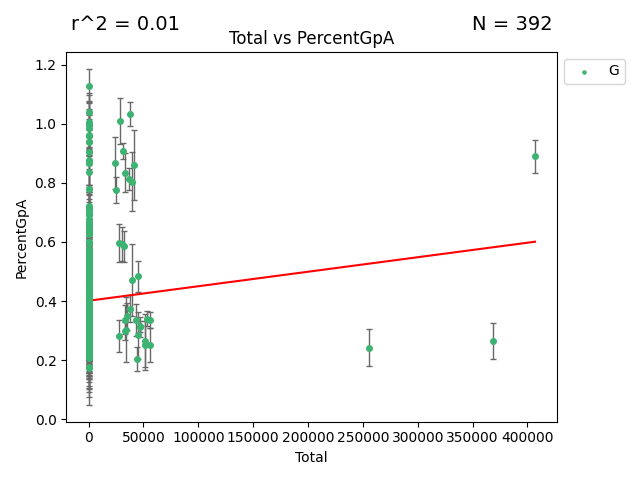 r^2 = 0.01
N = 392
Total vs PercentGpA
1.2
1.0
0.8
0.6
0.4
0.2
0.0
PercentGpA
G
0
50000
100000
150000
200000
250000
300000
350000
400000
Total